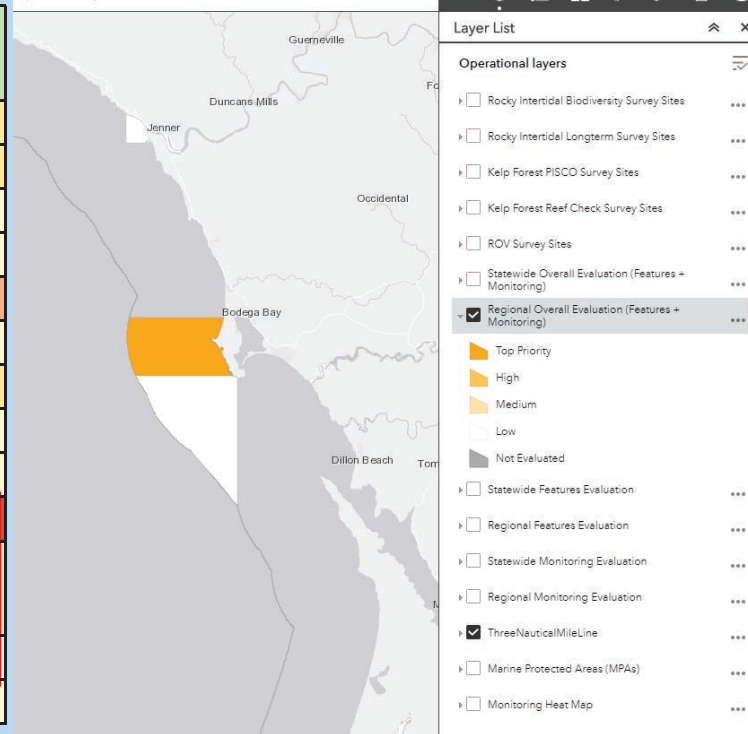 Guerneville
Duncans Mills
Jenner
Occidental
Bodega Bay
Dillon Beach
Tom
Layer List
Operational layers
Rocky Intertidal Biodiversity Survey Sites
Rocky Intertidal Longterm Survey Sites
Kelp Forest PISCO Survey Sites
Kelp Forest Reef Check Survey Sites
ROV Survey Sites
Statewide Overall Evaluation (Features +
Monitoring)
Regional Overall Evaluation (Features +
Monitoring)
Top Priority
High
Medium
Low
Not Evaluated
Statewide Features Evaluation
Regional Features Evaluation
Statewide Monitoring Evaluation
Regional Monitoring Evaluation
ThreeNauticalMileLine
Marine Protected Areas (MPAs)
Monitoring Heat Map